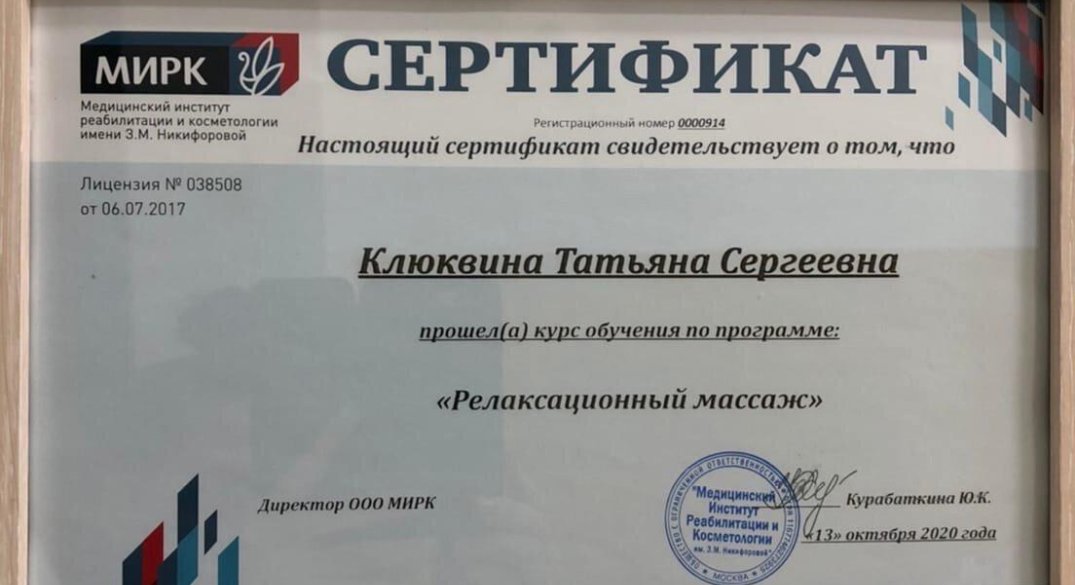 МИРК
СЕРТИФИКАТ
Медицинский институт
реабилитации и косметологии
имени З.М. Никифоровой
Регистрационный номер 0000914
Настоящий сертификат свидетельствует о том, что
Лицензия № 038508
от 06.07.2017
Клюквина Татьяна Сергеевна
прошел(а) курс обучения по программе:
«Релаксационный массаж»
Директор ООО МИРК
Курабаткина Ю.К.
«13» октября 2020 года
"Медицинский
Институт
Реабилитации и
Косметологии
им. З.М. Никифоровой"
МОСКВА